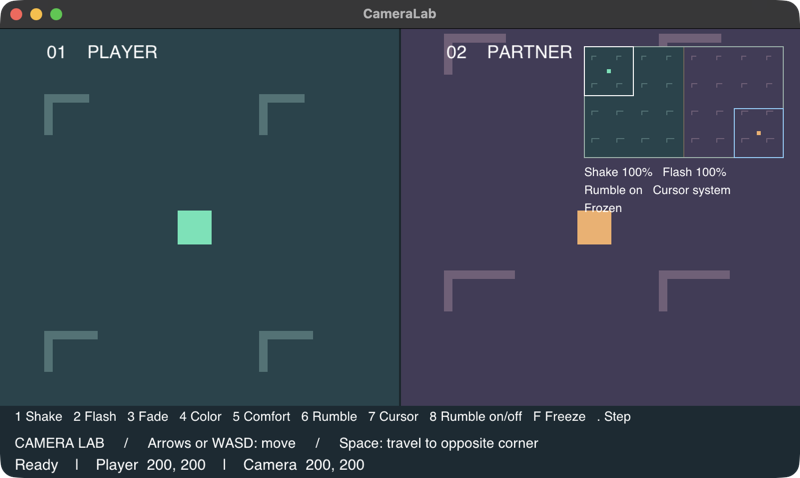 CameraLab
01 PLAYER
02 PARTNER
Shake 100% Flash 100%
Rumble on Cursor system
Frozen
1 Shake 2 Flash 3 Fade 4 Color 5 Comfort 6 Rumble 7 Cursor 8 Rumble on/off F Freeze . Step
CAMERA LAB / Arrows or WASD: move / Space: travel to opposite corner
Ready | Player 200, 200 | Camera 200, 200